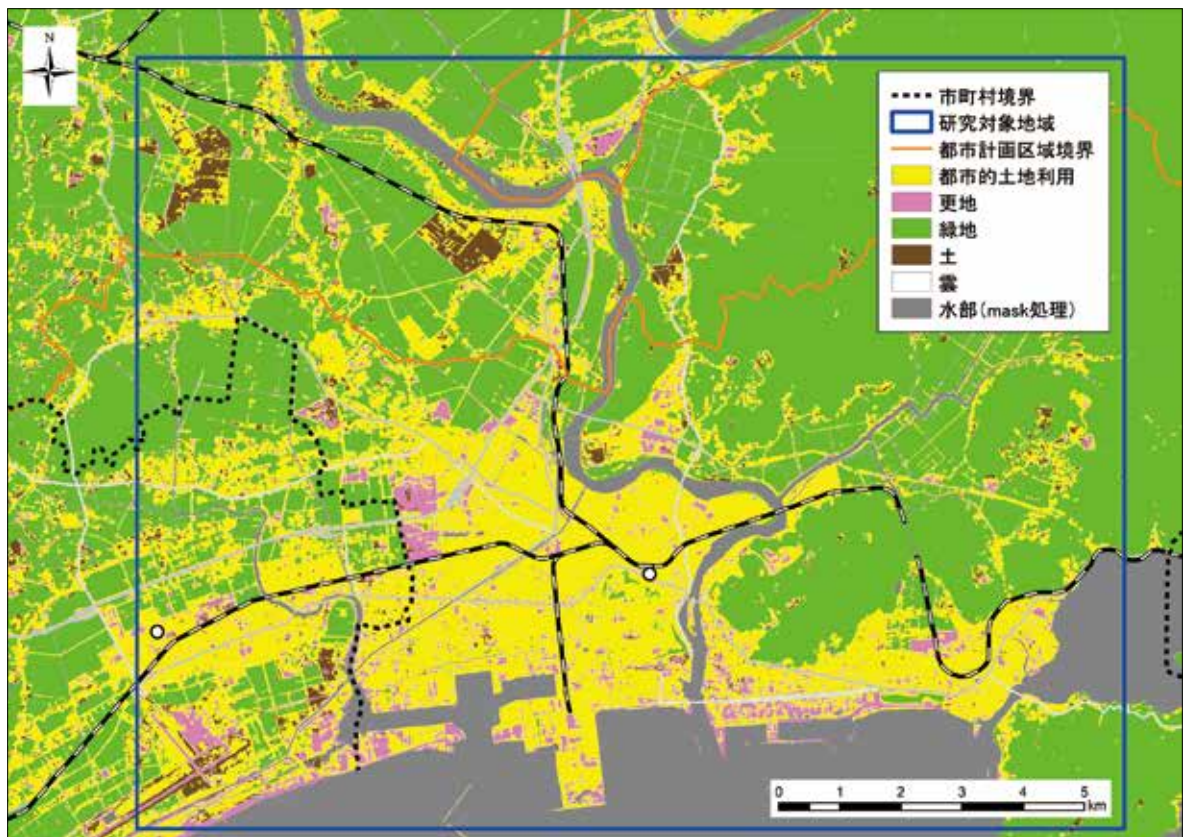 N
市町村境界
研究対象地域
都市計画区域境界
都市的土地利用
更地
緑地
土
雲
水部(mask処理)
0 1 2 3 4 5
km